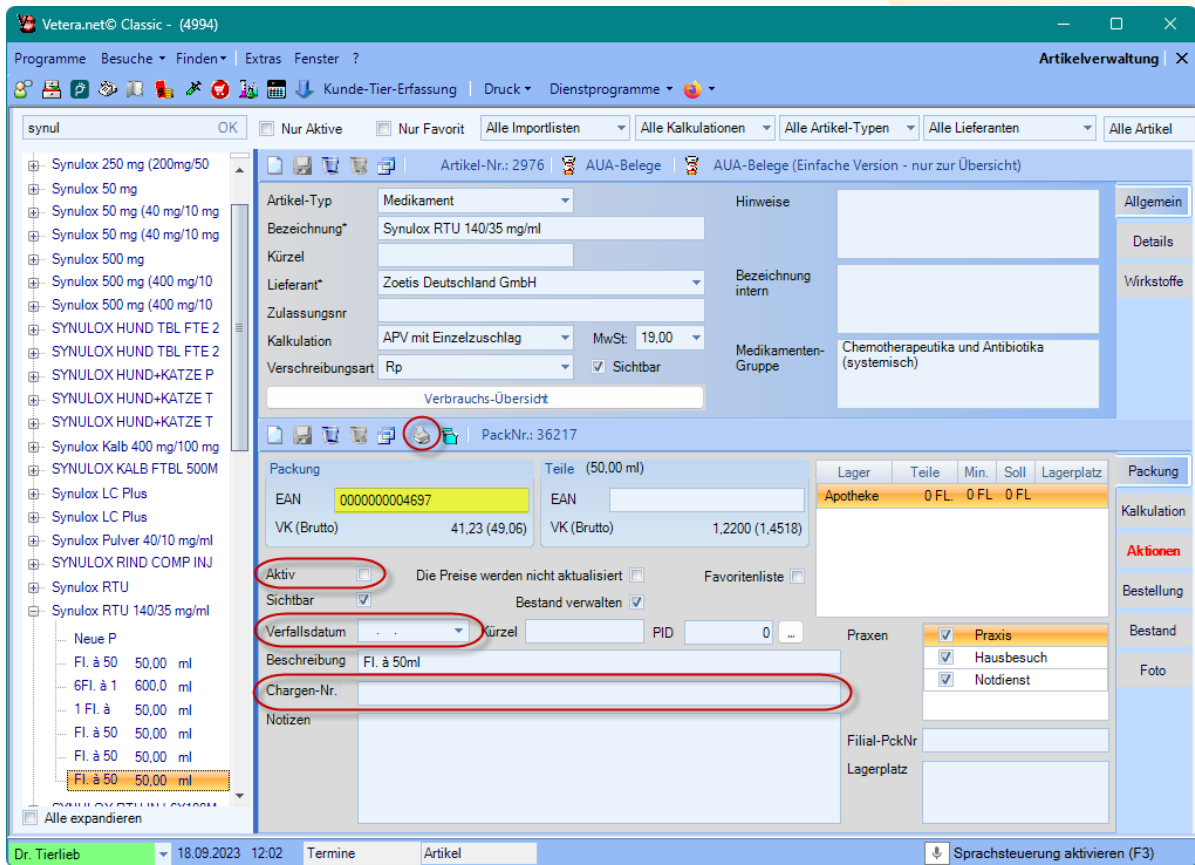 Vetera.net© Classic - (4994)
Programme Besuche Finden Extras Fenster ? Artikelverwaltung X
Kunde-Tier-Erfassung Druck Dienstprogramme
synul OK Nur Aktive Nur Favorit Alle Importlisten Alle Kalkulationen Alle Artikel-Typen Alle Lieferanten Alle Artikel
Synulox 250 mg (200mg/50
Synulox 50 mg
Synulox 50 mg (40 mg/10 mg
Synulox 50 mg (40 mg/10 mg
Synulox 500 mg
Synulox 500 mg (400 mg/10
Synulox 500 mg (400 mg/10
SYNULOX HUND TBL FTE 2
SYNULOX HUND TBL FTE 2
SYNULOX HUND+KATZE P
SYNULOX HUND+KATZE T
SYNULOX HUND+KATZE T
Synulox Kalb 400 mg/100 mg
SYNULOX KALB FTBL 500M
Synulox LC Plus
Synulox LC Plus
Synulox Pulver 40/10 mg/ml
SYNULOX RIND COMP INJ
Synulox RTU
Synulox RTU 140/35 mg/ml
Neue P
Fl. à 50 50,00 ml
6Fl. à 1 600,0 ml
1 Fl. à 50,00 ml
Fl. à 50 50,00 ml
Fl. à 50 50,00 ml
Fl. à 50 50,00 ml
Alle expandieren
Artikel-Nr.: 2976 AUA-Belege AUA-Belege (Einfache Version - nur zur Übersicht)
Artikel-Typ Medikament
Bezeichnung* Synulox RTU 140/35 mg/ml
Kürzel
Lieferant* Zoetis Deutschland GmbH
Zulassungsnr
Kalkulation APV mit Einzelzuschlag MwSt: 19,00
Verschreibungsart Rp Sichtbar
Verbrauchs-Übersicht
Hinweise
Bezeichnung
intern
Medikamenten-
Gruppe
Chemotherapeutika und Antibiotika
(systemisch)
Allgemein
Details
Wirkstoffe
PackNr.: 36217
Packung
EAN 0000000004697
VK (Brutto) 41,23 (49,06)
Teile (50,00 ml)
EAN
VK (Brutto) 1,2200 (1,4518)
Lager Teile Min. Soll Lagerplatz
Apotheke 0 FL. 0 FL 0 FL
Aktiv Die Preise werden nicht aktualisiert Favoritenliste
Sichtbar Bestand verwalten
Verfallsdatum . . Kürzel PID 0 ...
Beschreibung Fl. à 50ml
Chargen-Nr.
Notizen
Praxen Praxis
Hausbesuch
Notdienst
Filial-PckNr
Lagerplatz
Packung
Kalkulation
Aktionen
Bestellung
Bestand
Foto
Dr. Tierlieb 18.09.2023 12:02 Termine Artikel Sprachsteuerung aktivieren (F3)